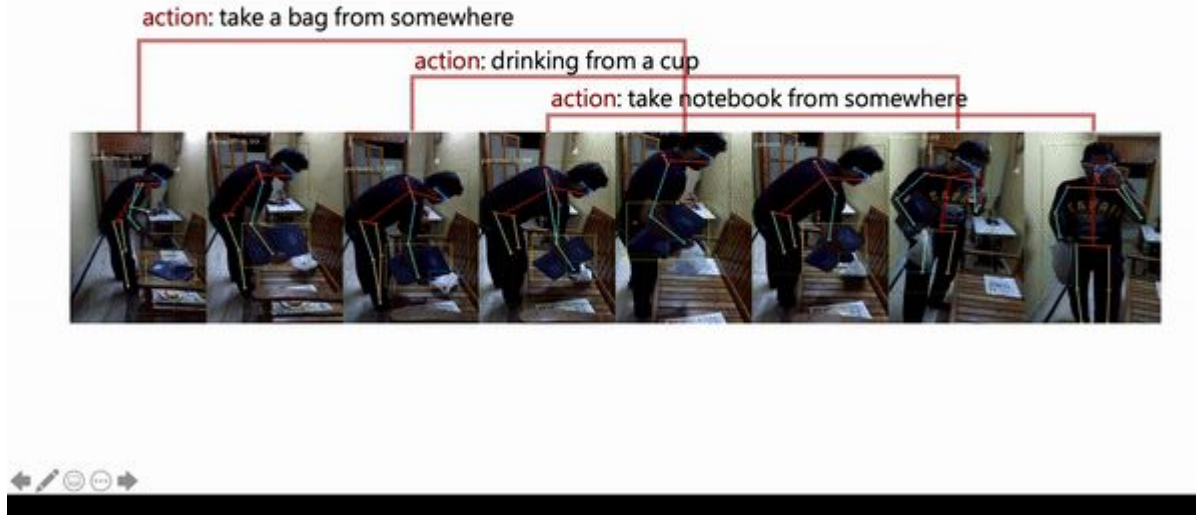 action: take a bag from somewhere
action: drinking from a cup
action: take notebook from somewhere